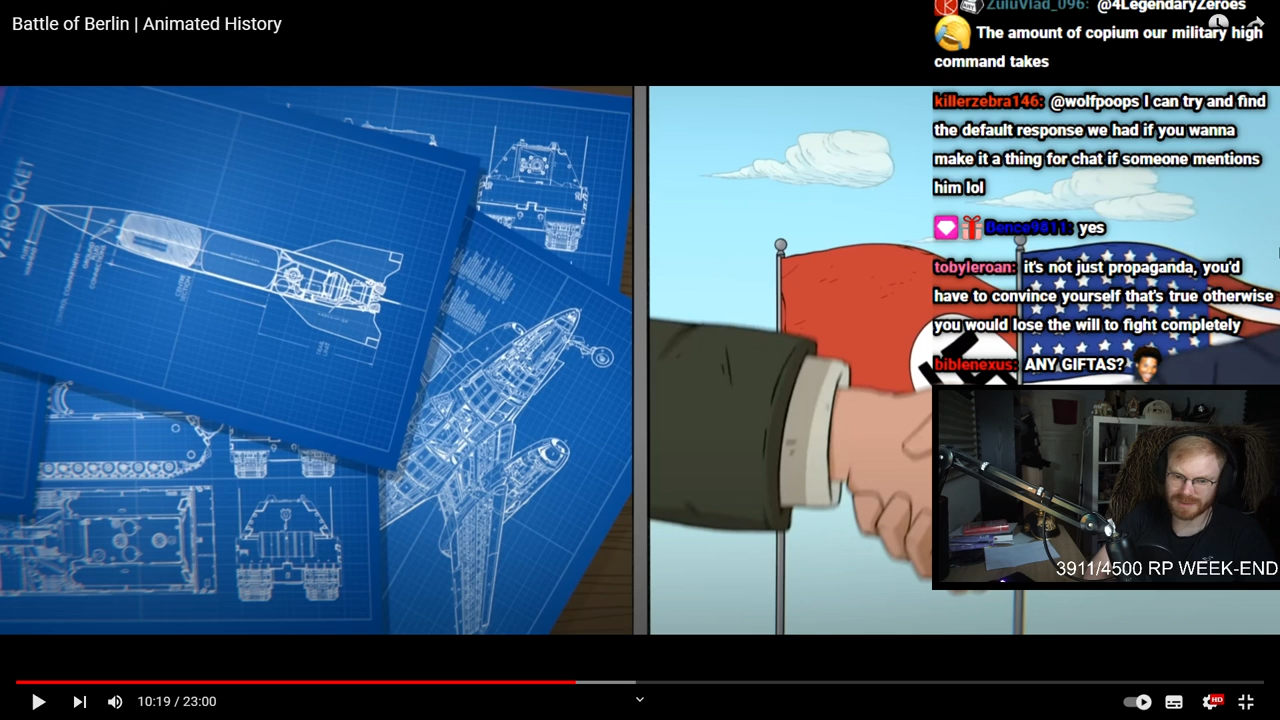 Battle of Berlin | Animated History
ZuluVlad_096: @4LegendaryZeroes
The amount of copium our military high
command takes
killerzebra146: @wolfpoops I can try and find
the default response we had if you wanna
make it a thing for chat if someone mentions
him lol
Bence9811: yes
tobyleroan: it's not just propaganda, you'd
have to convince yourself that's true otherwise
you would lose the will to fight completely
biblenexus: ANY GIFTAS?
V-2 ROCKET
3911/4500 RP WEEK-END
10:19 / 23:00
HD